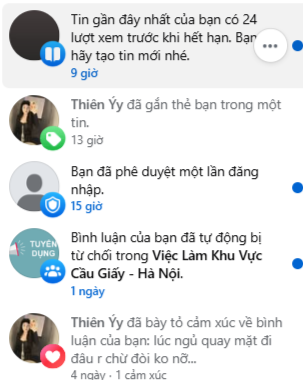 Tin gần đây nhất của bạn có 24
lượt xem trước khi hết hạn. Bạn
hãy tạo tin mới nhé.
9 giờ
Thiên Ỷy đã gắn thẻ bạn trong một
tin.
13 giờ
Bạn đã phê duyệt một lần đăng
nhập.
15 giờ
TUYỂN
DỤNG
Bình luận của bạn đã tự động bị
từ chối trong Việc Làm Khu Vực
Cầu Giấy - Hà Nội.
1 ngày
Thiên Ỷy đã bày tỏ cảm xúc về bình
luận của bạn: lúc ngủ quay mặt đi
đâu r chừ đòi ko nỡ...
4 ngày · 1 cảm xúc